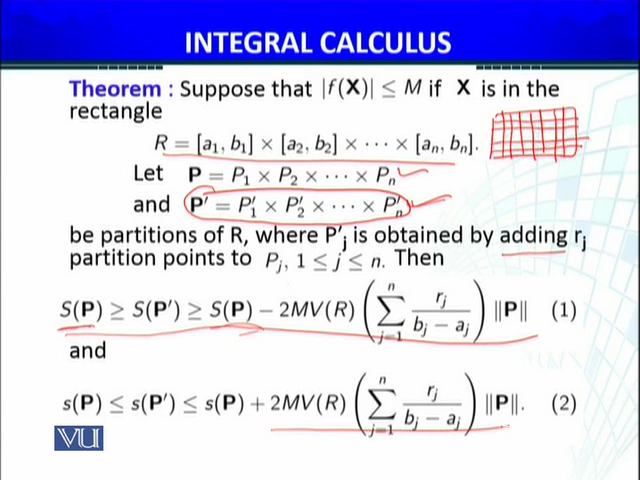 INTEGRAL CALCULUS
Theorem : Suppose that |f(X)| ≤ M if X is in the
rectangle
R = [a₁, b₁] × [a₂, b₂] × ··· × [aₙ, bₙ].
Let P = P₁ × P₂ × ··· × Pₙ
and P′ = P′₁ × P′₂ × ··· × P′ₙ
be partitions of R, where P'ⱼ is obtained by adding rⱼ
partition points to Pⱼ, 1 ≤ j ≤ n. Then
S(P) ≥ S(P′) ≥ S(P) − 2MV(R) (∑ⁿⱼ₌₁ rⱼ / (bⱼ − aⱼ)) ||P|| (1)
and
s(P) ≤ s(P′) ≤ s(P) + 2MV(R) (∑ⁿⱼ₌₁ rⱼ / (bⱼ − aⱼ)) ||P||. (2)
VU